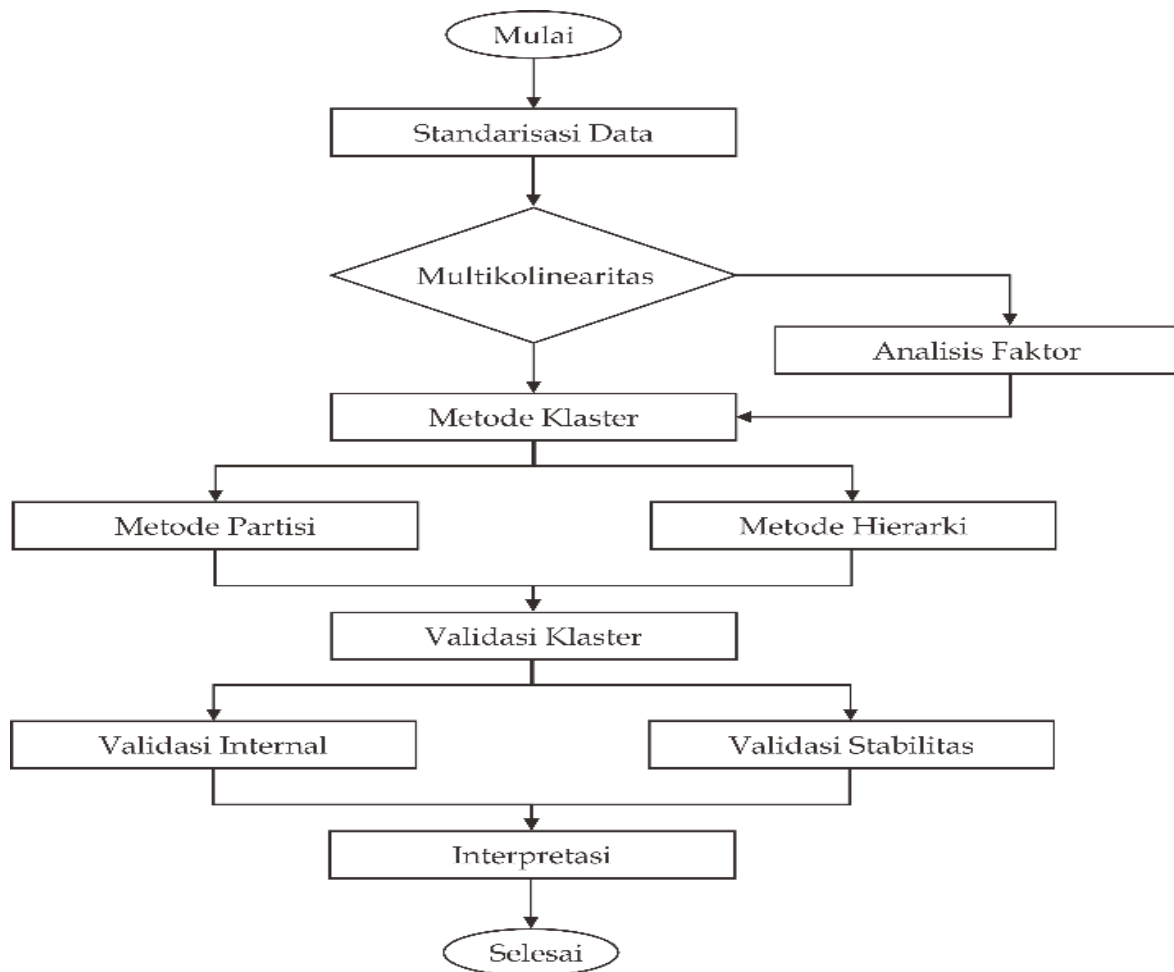 Mulai
Standarisasi Data
Multikolinearitas
Analisis Faktor
Metode Klaster
Metode Partisi
Metode Hierarki
Validasi Klaster
Validasi Internal
Validasi Stabilitas
Interpretasi
Selesai